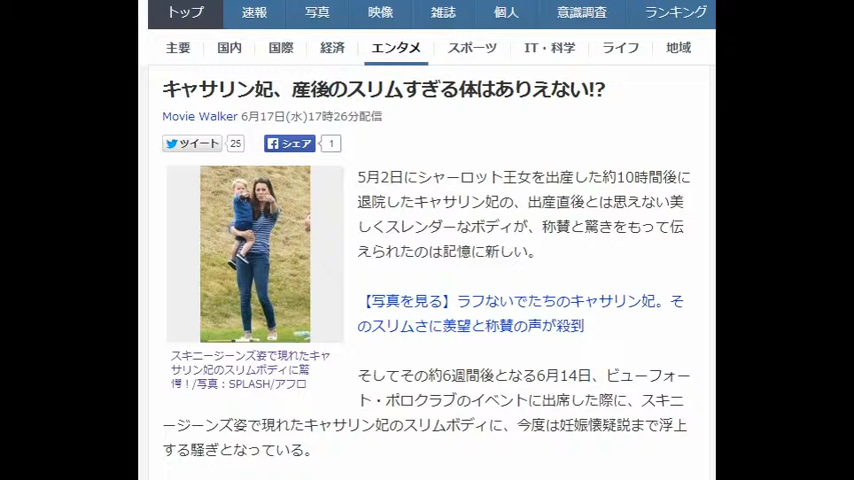 トップ 速報 写真 映像 雑誌 個人 意識調査 ランキング
主要 国内 国際 経済 エンタメ スポーツ IT・科学 ライフ 地域
キャサリン妃、産後のスリムすぎる体はありえない!?
Movie Walker 6月17日(水)17時26分配信
ツイート 25 シェア 1
5月2日にシャーロット王女を出産した約10時間後に
退院したキャサリン妃の、出産直後とは思えない美
しくスレンダーなボディが、称賛と驚きをもって伝
えられたのは記憶に新しい。
【写真を見る】ラフないでたちのキャサリン妃。そ
のスリムさに羨望と称賛の声が殺到
スキニージーンズ姿で現れたキャ
サリン妃のスリムボディに驚
愕！/写真：SPLASH/アフロ
そしてその約6週間後となる6月14日、ビューフォー
ト・ポロクラブのイベントに出席した際に、スキニ
ージーンズ姿で現れたキャサリン妃のスリムボディに、今度は妊娠懐疑説まで浮上
する騒ぎとなっている。